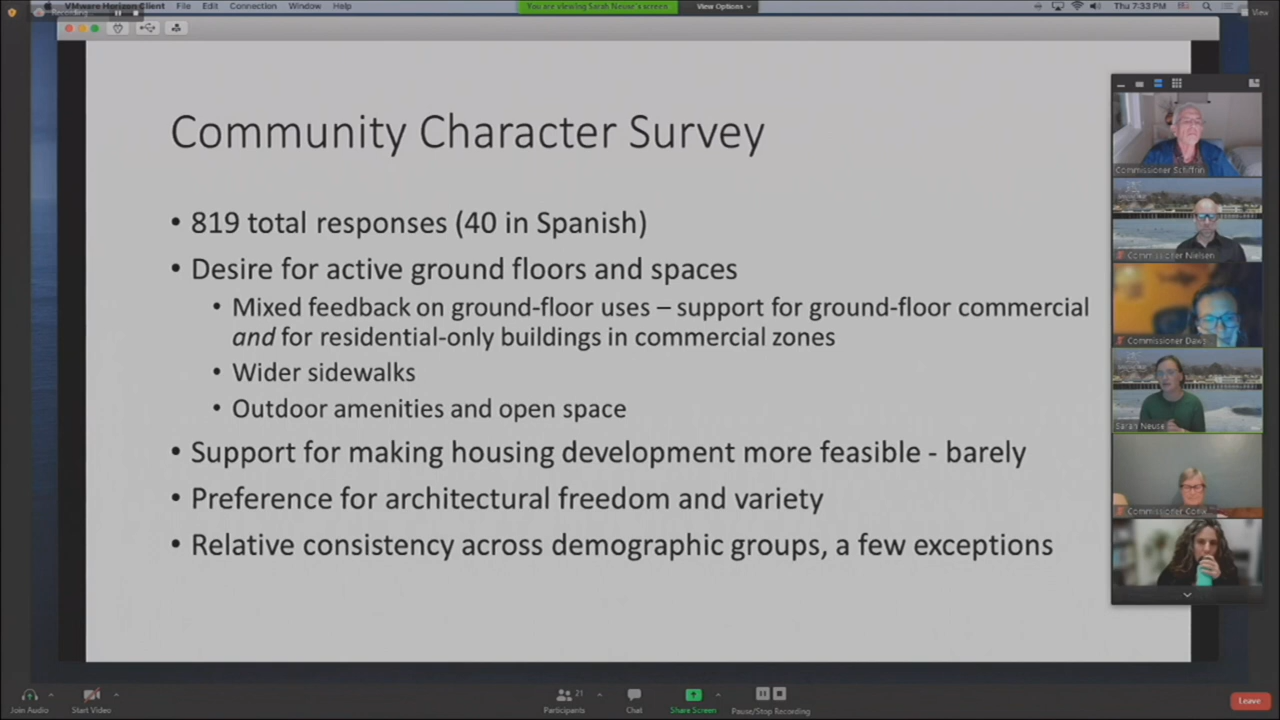 VMware Horizon Client File Edit Connection Window Help
You are viewing Sarah Neuse's screen
View Options
Thu 7:33 PM
View
Community Character Survey
• 819 total responses (40 in Spanish)
• Desire for active ground floors and spaces
• Mixed feedback on ground-floor uses – support for ground-floor commercial
and for residential-only buildings in commercial zones
• Wider sidewalks
• Outdoor amenities and open space
• Support for making housing development more feasible - barely
• Preference for architectural freedom and variety
• Relative consistency across demographic groups, a few exceptions
Commissioner Schiffrin
Commissioner Nielsen
Commissioner Daws
Sarah Neuse
Commissioner
Join Audio
Start Video
21
Participants
Chat
Share Screen
Pause/Stop Recording
Leave